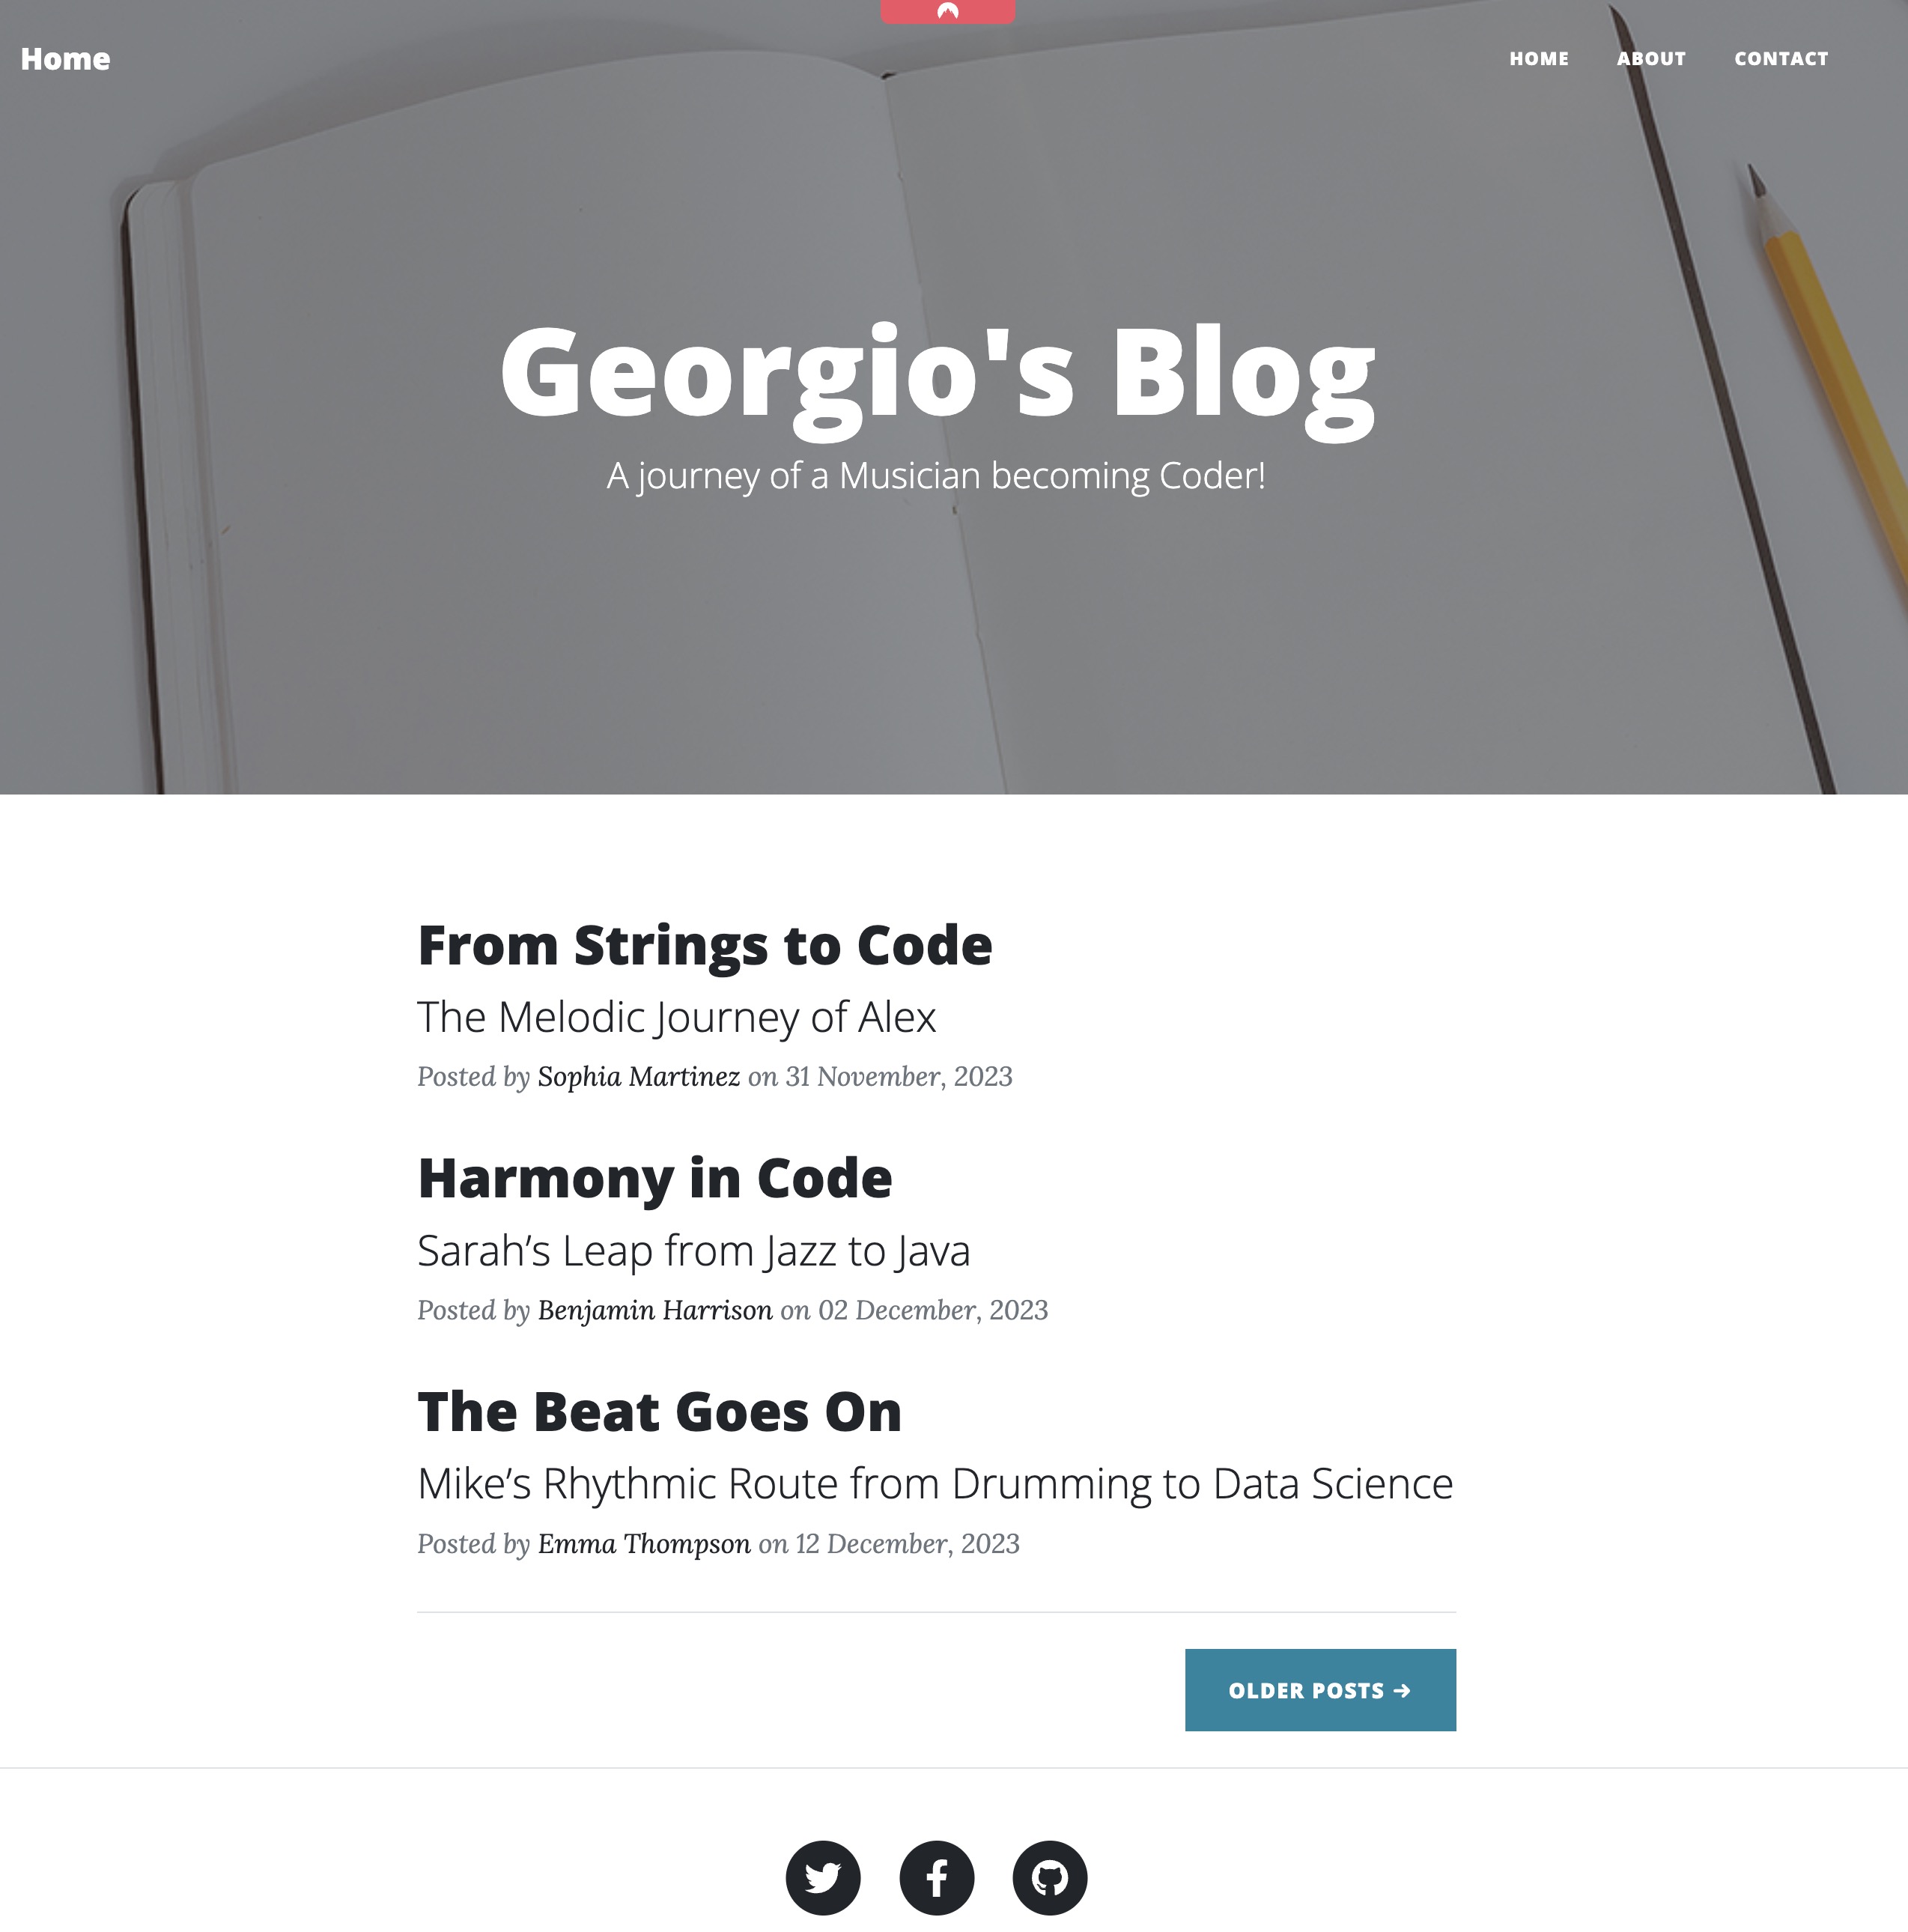 Home
HOME ABOUT CONTACT
Georgio's Blog
A journey of a Musician becoming Coder!
From Strings to Code
The Melodic Journey of Alex
Posted by Sophia Martinez on 31 November, 2023
Harmony in Code
Sarah’s Leap from Jazz to Java
Posted by Benjamin Harrison on 02 December, 2023
The Beat Goes On
Mike’s Rhythmic Route from Drumming to Data Science
Posted by Emma Thompson on 12 December, 2023
OLDER POSTS →